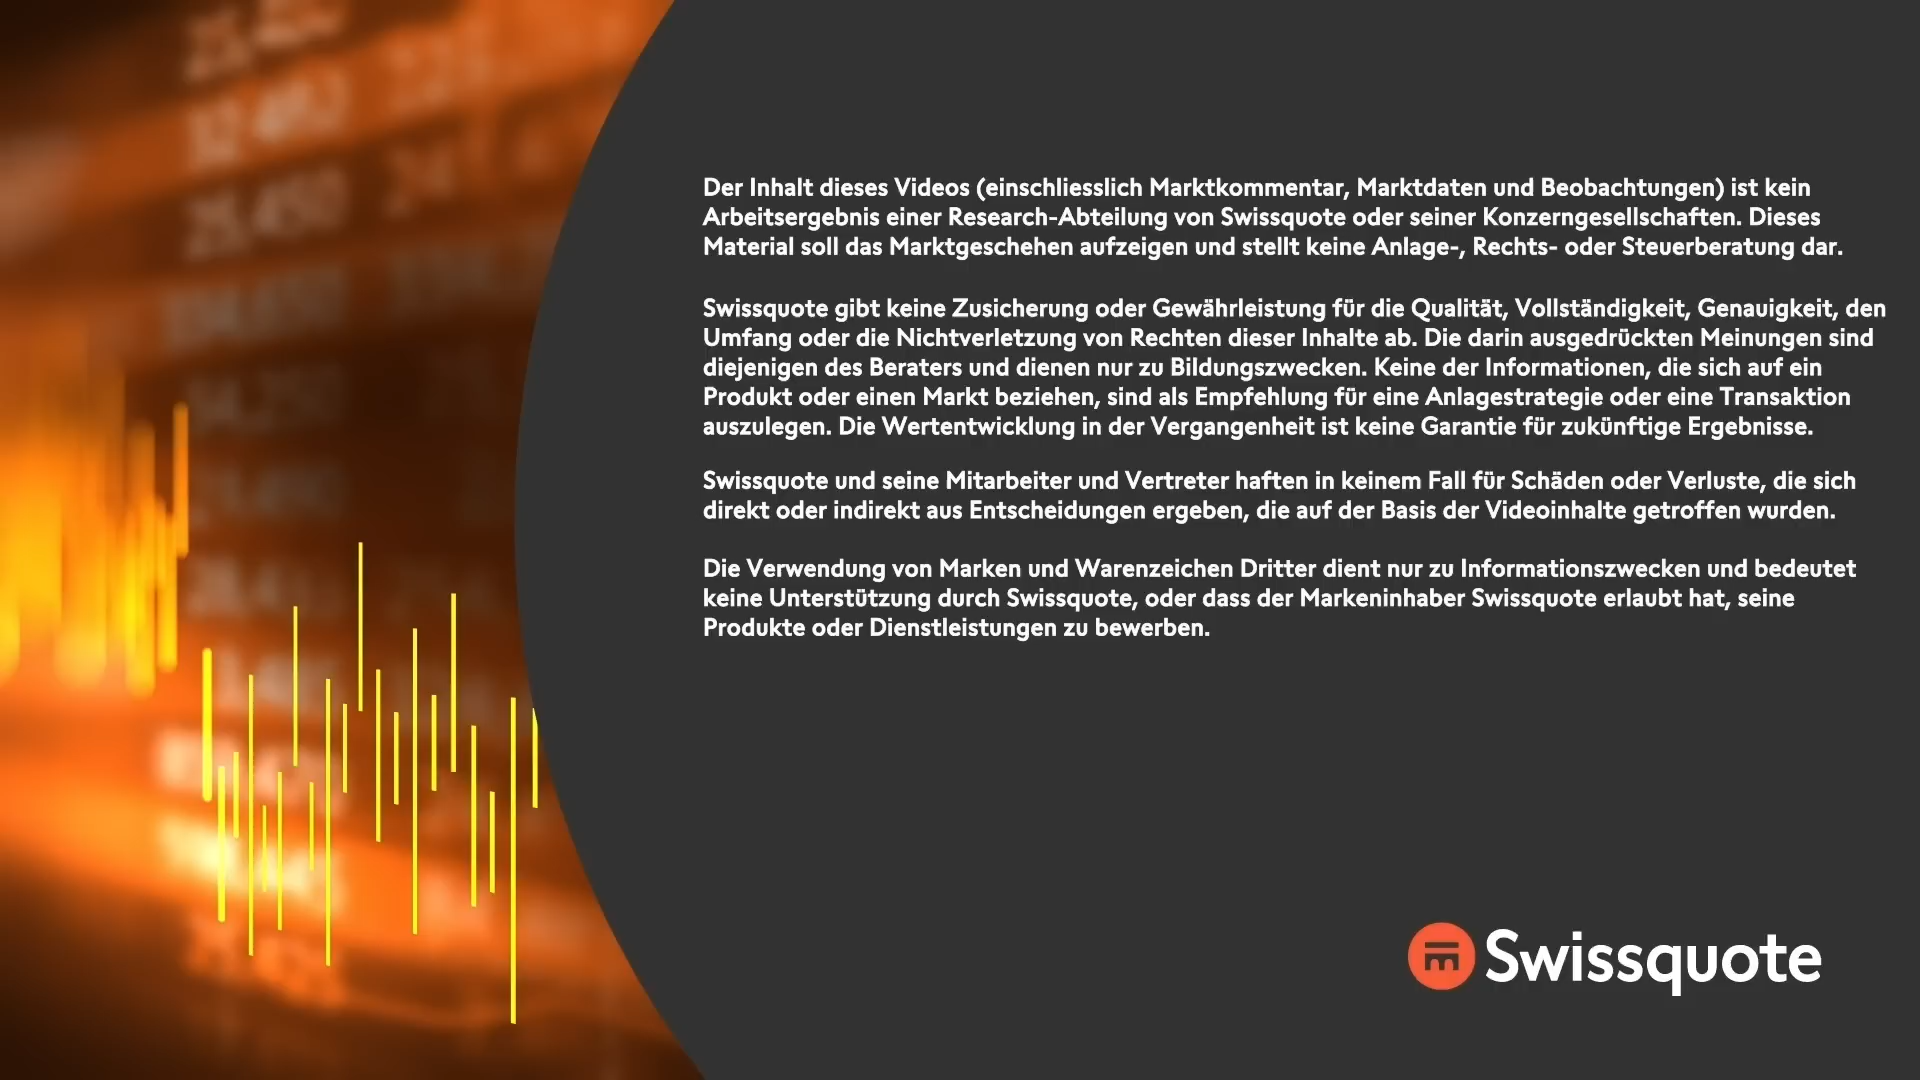 Der Inhalt dieses Videos (einschliesslich Marktkommentar, Marktdaten und Beobachtungen) ist kein
Arbeitsergebnis einer Research-Abteilung von Swissquote oder seiner Konzerngesellschaften. Dieses
Material soll das Marktgeschehen aufzeigen und stellt keine Anlage-, Rechts- oder Steuerberatung dar.
Swissquote gibt keine Zusicherung oder Gewährleistung für die Qualität, Vollständigkeit, Genauigkeit, den
Umfang oder die Nichtverletzung von Rechten dieser Inhalte ab. Die darin ausgedrückten Meinungen sind
diejenigen des Beraters und dienen nur zu Bildungszwecken. Keine der Informationen, die sich auf ein
Produkt oder einen Markt beziehen, sind als Empfehlung für eine Anlagestrategie oder eine Transaktion
auszulegen. Die Wertentwicklung in der Vergangenheit ist keine Garantie für zukünftige Ergebnisse.
Swissquote und seine Mitarbeiter und Vertreter haften in keinem Fall für Schäden oder Verluste, die sich
direkt oder indirekt aus Entscheidungen ergeben, die auf der Basis der Videoinhalte getroffen wurden.
Die Verwendung von Marken und Warenzeichen Dritter dient nur zu Informationszwecken und bedeutet
keine Unterstützung durch Swissquote, oder dass der Markeninhaber Swissquote erlaubt hat, seine
Produkte oder Dienstleistungen zu bewerben.
Swissquote